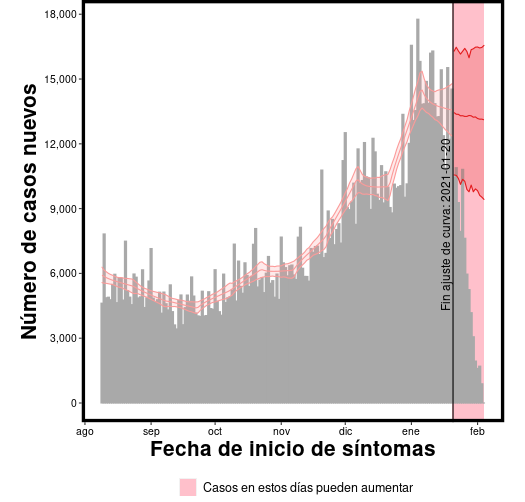 Número de casos nuevos
18,000
15,000
12,000
9,000
6,000
3,000
0
Fin ajuste de curva: 2021-01-20
ago sep oct nov dic ene feb
Fecha de inicio de síntomas
Casos en estos días pueden aumentar